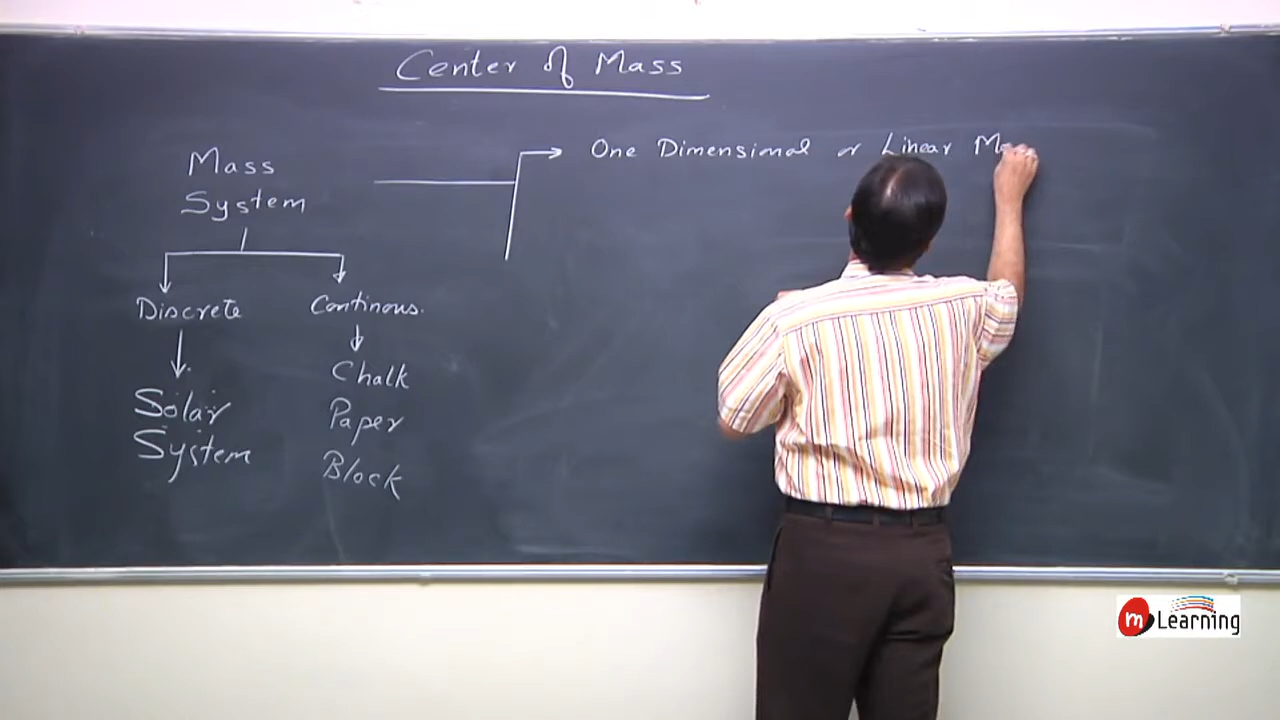 Center of Mass
Mass
System
One Dimensional or Linear
Discrete
Continous.
Solar
System
Chalk
Paper
Block
m Learning